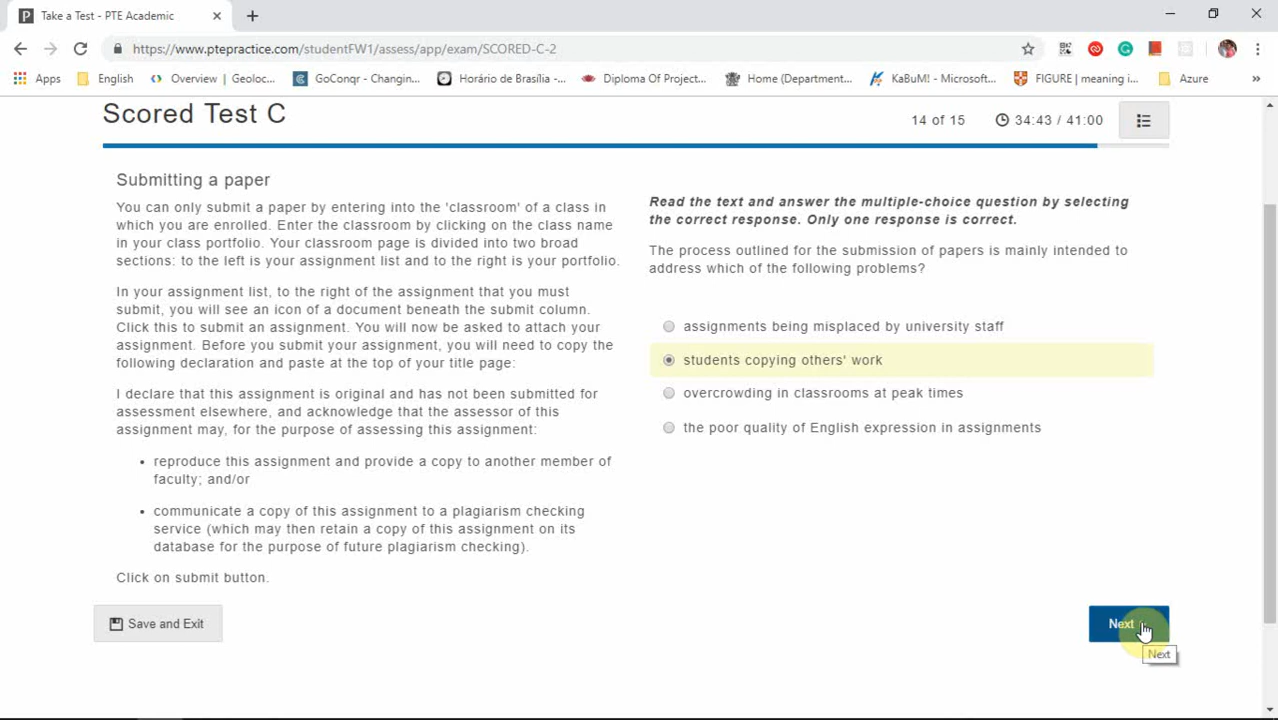 Take a Test - PTE Academic
https://www.ptepractice.com/studentFW1/assess/app/exam/SCORED-C-2
Apps
English
Overview | Geoloc...
GoConqr - Changin...
Horário de Brasília -...
Diploma Of Project...
Home (Department...
KaBuM! - Microsoft...
FIGURE | meaning i...
Azure
»
Scored Test C
14 of 15
34:43 / 41:00
Submitting a paper
You can only submit a paper by entering into the 'classroom' of a class in
which you are enrolled. Enter the classroom by clicking on the class name
in your class portfolio. Your classroom page is divided into two broad
sections: to the left is your assignment list and to the right is your portfolio.
In your assignment list, to the right of the assignment that you must
submit, you will see an icon of a document beneath the submit column.
Click this to submit an assignment. You will now be asked to attach your
assignment. Before you submit your assignment, you will need to copy the
following declaration and paste at the top of your title page:
I declare that this assignment is original and has not been submitted for
assessment elsewhere, and acknowledge that the assessor of this
assignment may, for the purpose of assessing this assignment:
• reproduce this assignment and provide a copy to another member of
faculty; and/or
• communicate a copy of this assignment to a plagiarism checking
service (which may then retain a copy of this assignment on its
database for the purpose of future plagiarism checking).
Click on submit button.
Read the text and answer the multiple-choice question by selecting
the correct response. Only one response is correct.
The process outlined for the submission of papers is mainly intended to
address which of the following problems?
assignments being misplaced by university staff
students copying others' work
overcrowding in classrooms at peak times
the poor quality of English expression in assignments
Save and Exit
Next
Next